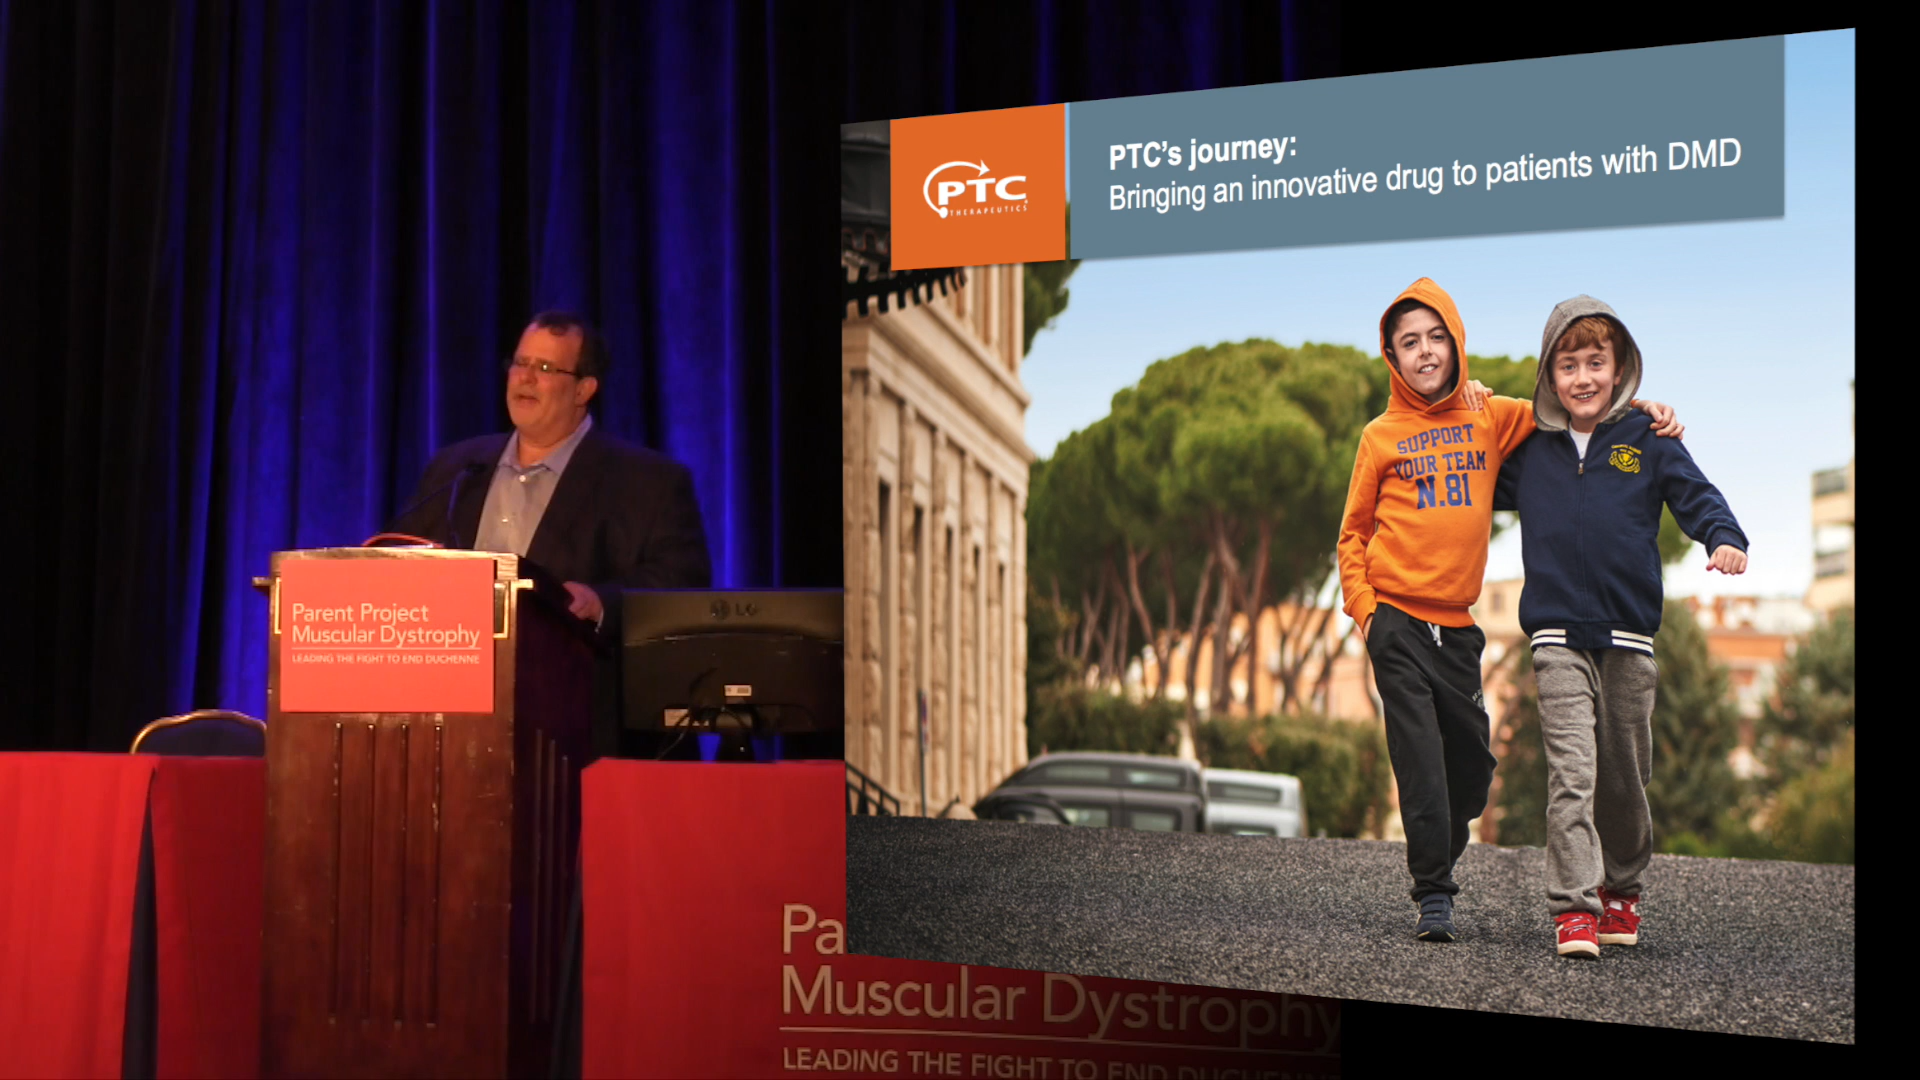 PTC
THERAPEUTICS
PTC's journey:
Bringing an innovative drug to patients with DMD
SUPPORT
YOUR TEAM
N.81
Parent Project
Muscular Dystrophy
LEADING THE FIGHT TO END DUCHENNE
LG
Pa
Muscular Dystrophy
LEADING THE FIGHT TO END DUCHENNE